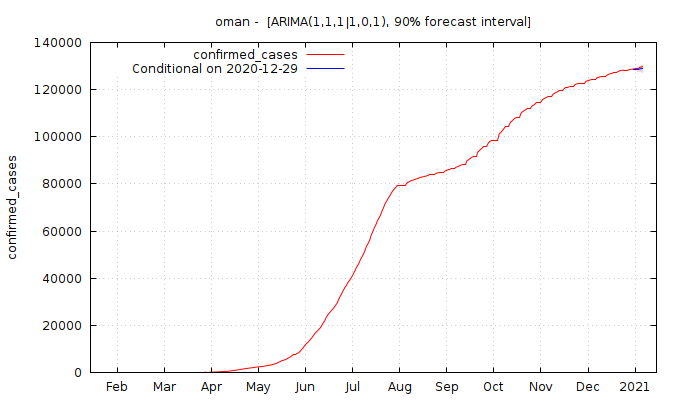 oman -  [ARIMA(1,1,1|1,0,1), 90% forecast interval]
confirmed_cases
Conditional on 2020-12-29
140000
120000
100000
80000
60000
40000
20000
0
confirmed_cases
Feb Mar Apr May Jun Jul Aug Sep Oct Nov Dec 2021